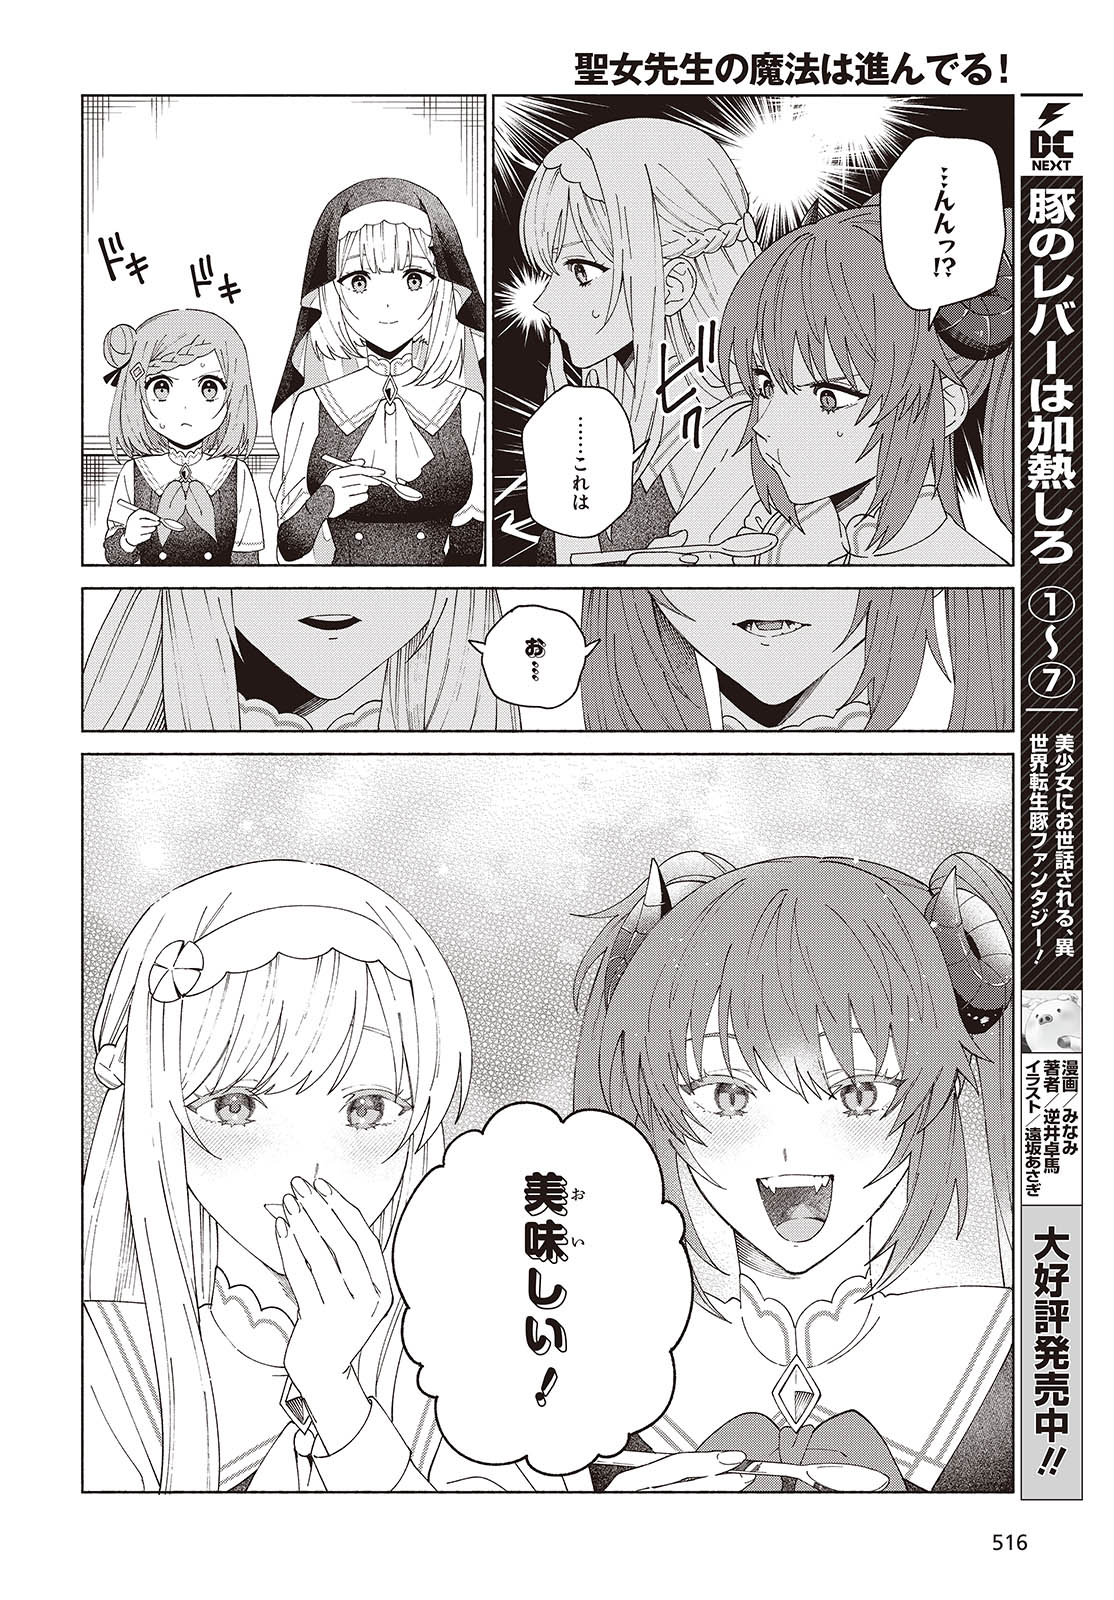 聖女先生の魔法は進んでる！
…んんっ!?
ビクッ
……これは
ドキ
ドキ
お…
美味しい！
おい
DC
NEXT
豚のレバーは加熱しろ
①～⑦
美少女にお世話される、異
世界転生豚ファンタジー！
漫画／みなみ
著者／逆井卓馬
イラスト／遠坂あさぎ
大好評発売中!!
516